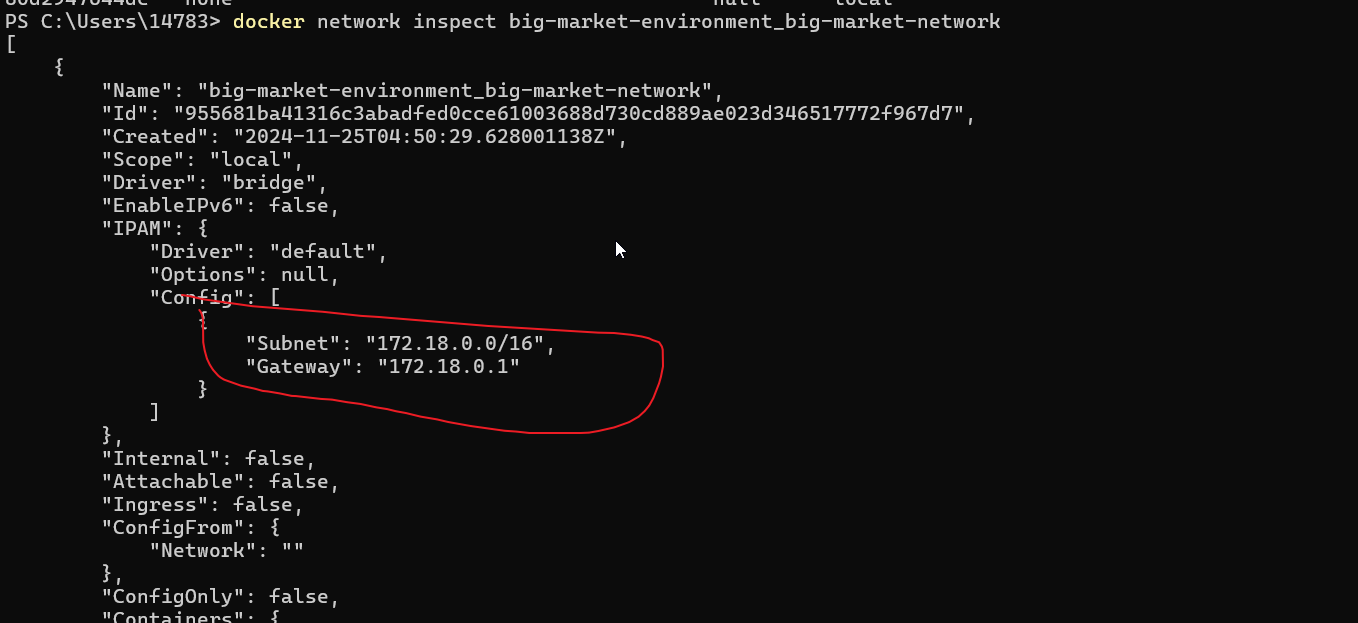 PS C:\Users\14783> docker network inspect big-market-environment_big-market-network
[
    {
        "Name": "big-market-environment_big-market-network",
        "Id": "955681ba41316c3abadfed0cce61003688d730cd889ae023d346517772f967d7",
        "Created": "2024-11-25T04:50:29.628001138Z",
        "Scope": "local",
        "Driver": "bridge",
        "EnableIPv6": false,
        "IPAM": {
            "Driver": "default",
            "Options": null,
            "Config": [
                {
                    "Subnet": "172.18.0.0/16",
                    "Gateway": "172.18.0.1"
                }
            ]
        },
        "Internal": false,
        "Attachable": false,
        "Ingress": false,
        "ConfigFrom": {
            "Network": ""
        },
        "ConfigOnly": false,
        "Containers": {